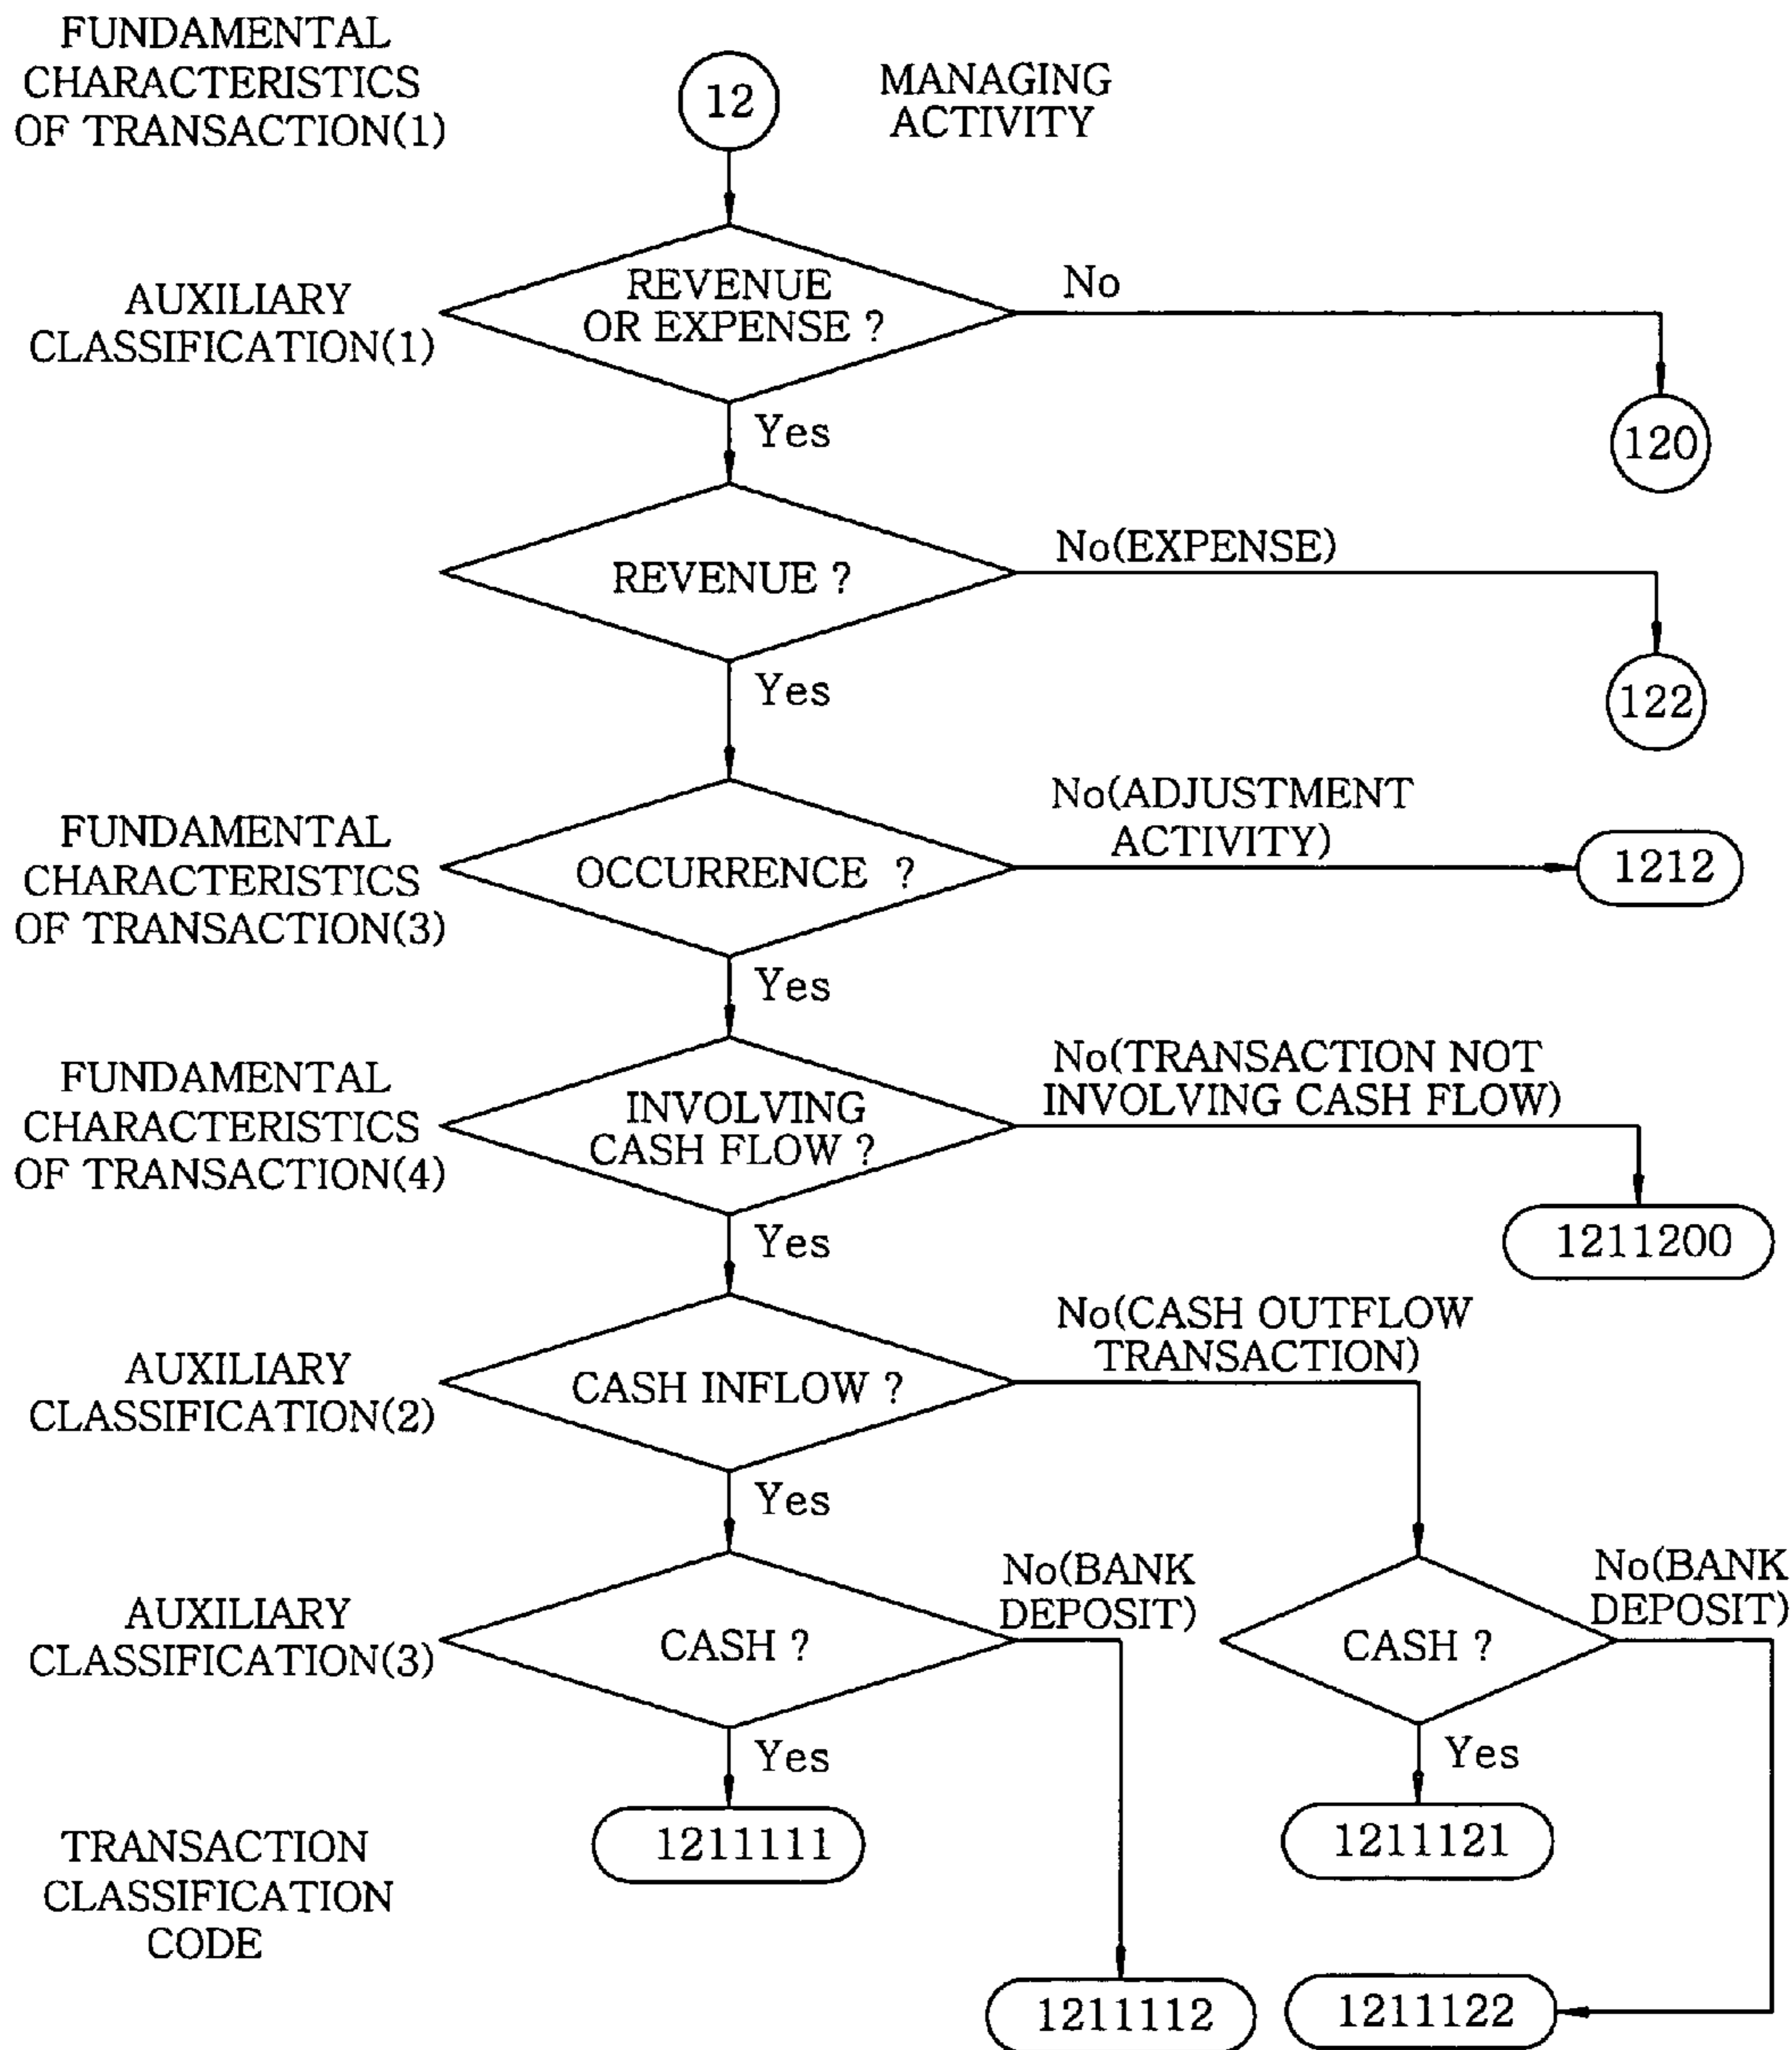 FUNDAMENTAL
CHARACTERISTICS
OF TRANSACTION(1)
12
MANAGING
ACTIVITY
AUXILIARY
CLASSIFICATION(1)
REVENUE
OR EXPENSE ?
No
120
Yes
REVENUE ?
No(EXPENSE)
122
Yes
FUNDAMENTAL
CHARACTERISTICS
OF TRANSACTION(3)
OCCURRENCE ?
No(ADJUSTMENT
ACTIVITY)
1212
Yes
FUNDAMENTAL
CHARACTERISTICS
OF TRANSACTION(4)
INVOLVING
CASH FLOW ?
No(TRANSACTION NOT
INVOLVING CASH FLOW)
1211200
Yes
AUXILIARY
CLASSIFICATION(2)
CASH INFLOW ?
No(CASH OUTFLOW
TRANSACTION)
Yes
AUXILIARY
CLASSIFICATION(3)
CASH ?
No(BANK
DEPOSIT)
CASH ?
No(BANK
DEPOSIT)
Yes
Yes
TRANSACTION
CLASSIFICATION
CODE
1211111
1211121
1211112
1211122